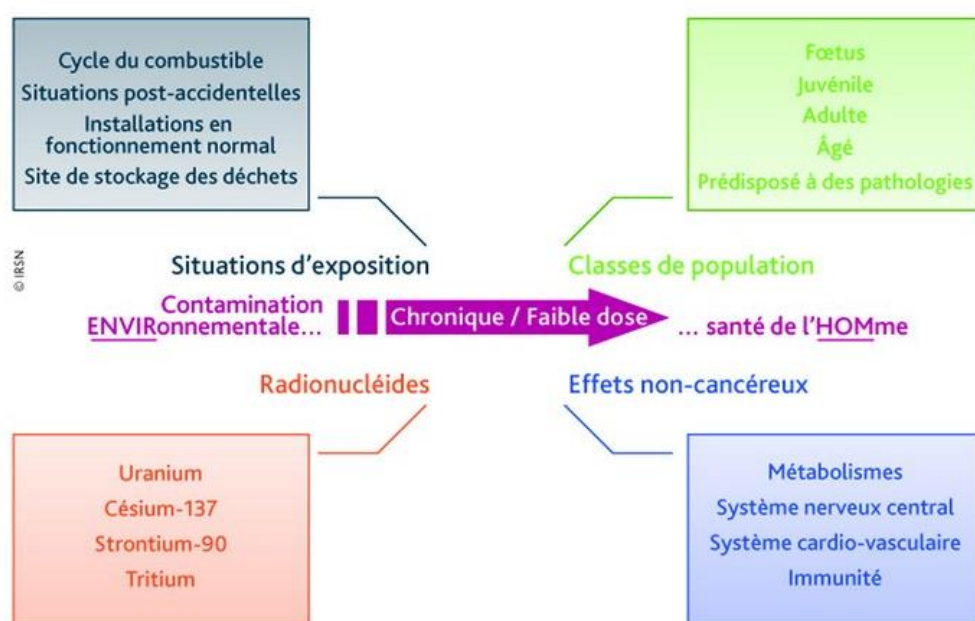 Cycle du combustible
Situations post-accidentelles
Installations en
fonctionnement normal
Site de stockage des déchets
Fœtus
Juvénile
Adulte
Âgé
Prédisposé à des pathologies
© IRSN
Situations d'exposition
Classes de population
Contamination
ENVIRonnementale...
Chronique / Faible dose
... santé de l'HOMme
Radionucléides
Effets non-cancéreux
Uranium
Césium-137
Strontium-90
Tritium
Métabolismes
Système nerveux central
Système cardio-vasculaire
Immunité